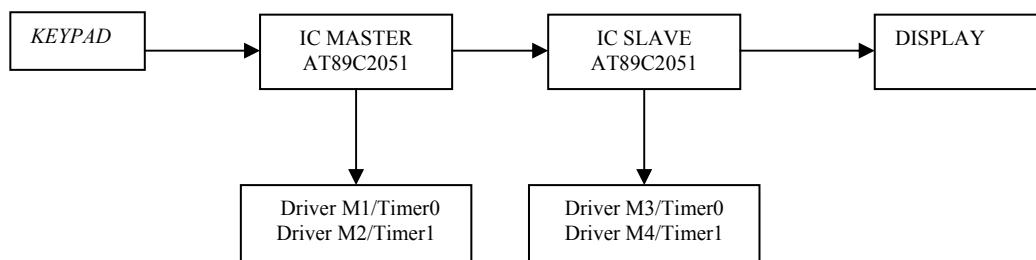 KEYPAD
IC MASTER
AT89C2051
IC SLAVE
AT89C2051
DISPLAY
Driver M1/Timer0
Driver M2/Timer1
Driver M3/Timer0
Driver M4/Timer1